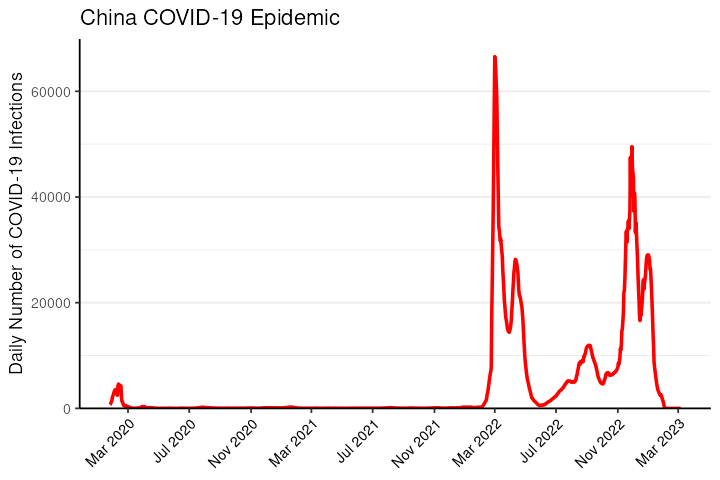 China COVID-19 Epidemic
Daily Number of COVID-19 Infections
60000
40000
20000
0
Mar 2020
Jul 2020
Nov 2020
Mar 2021
Jul 2021
Nov 2021
Mar 2022
Jul 2022
Nov 2022
Mar 2023